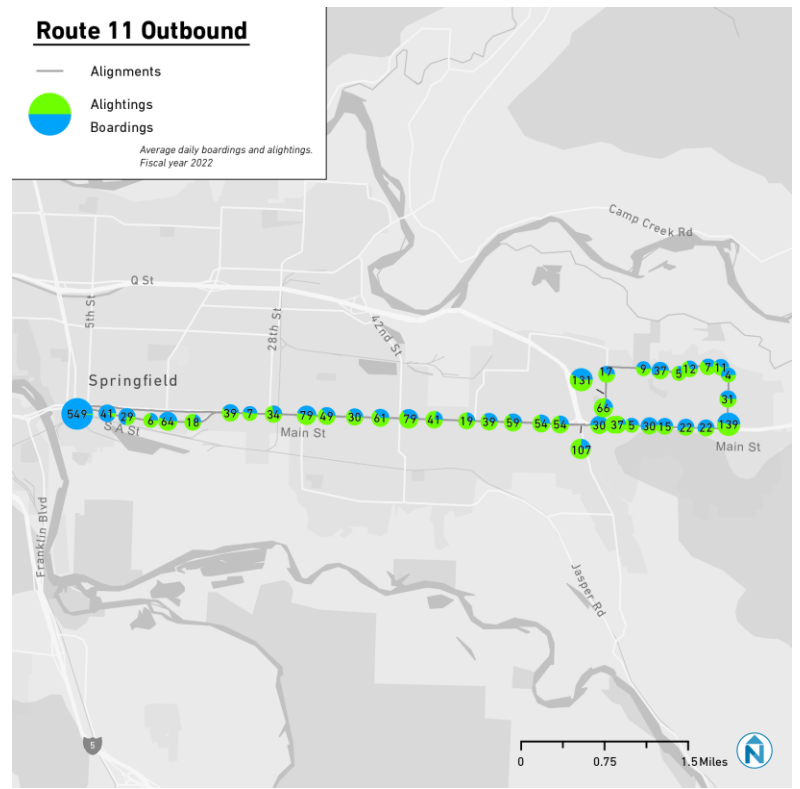 Route 11 Outbound
Alignments
Alightings
Boardings
Average daily boardings and alightings.
Fiscal year 2022
Camp Creek Rd
Q St
5th St
28th St
42nd St
Springfield
131
17
9
37
5
12
7
11
4
549
41
29
6
64
18
39
7
34
79
49
30
61
79
41
19
39
59
54
54
66
31
30
37
5
30
15
22
22
139
S A St
Main St
Main St
107
Franklin Blvd
Jasper Rd
5
0
0.75
1.5 Miles
N